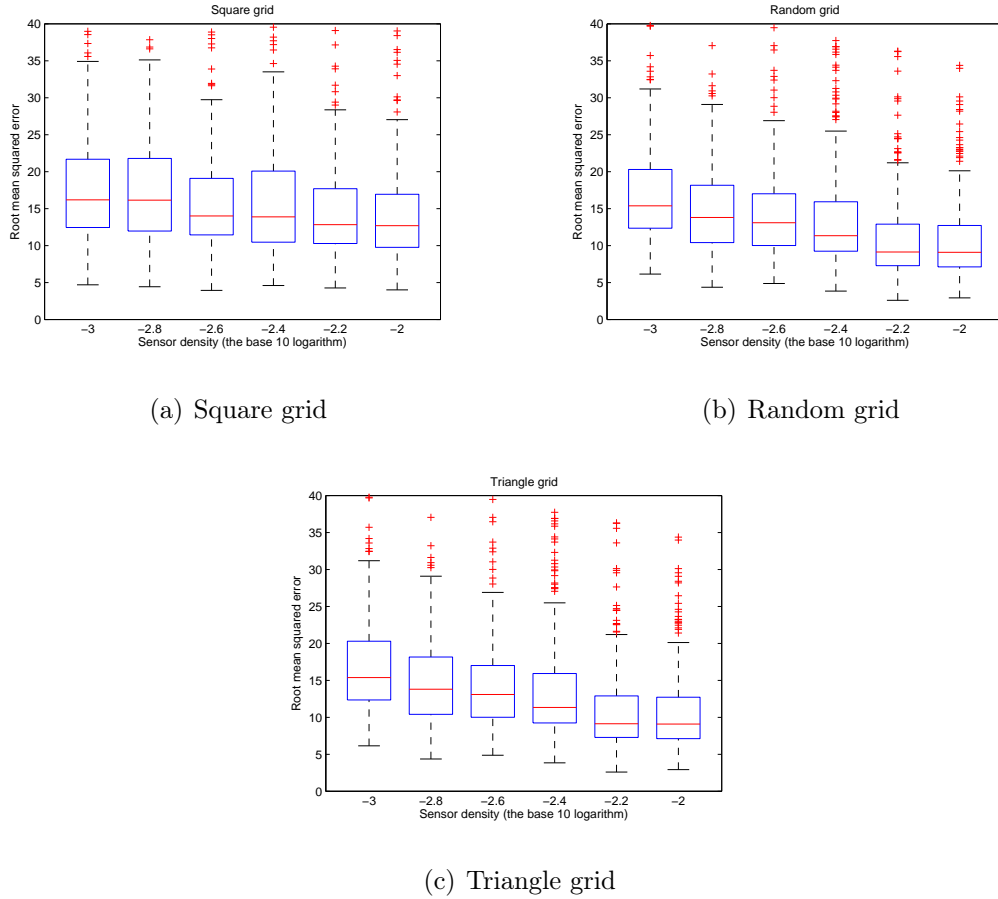 Square grid
40
35
30
25
20
15
10
5
0
Root mean squared error
−3 −2.8 −2.6 −2.4 −2.2 −2
Sensor density (the base 10 logarithm)
(a) Square grid
Random grid
40
35
30
25
20
15
10
5
0
Root mean squared error
−3 −2.8 −2.6 −2.4 −2.2 −2
Sensor density (the base 10 logarithm)
(b) Random grid
Triangle grid
40
35
30
25
20
15
10
5
0
Root mean squared error
−3 −2.8 −2.6 −2.4 −2.2 −2
Sensor density (the base 10 logarithm)
(c) Triangle grid